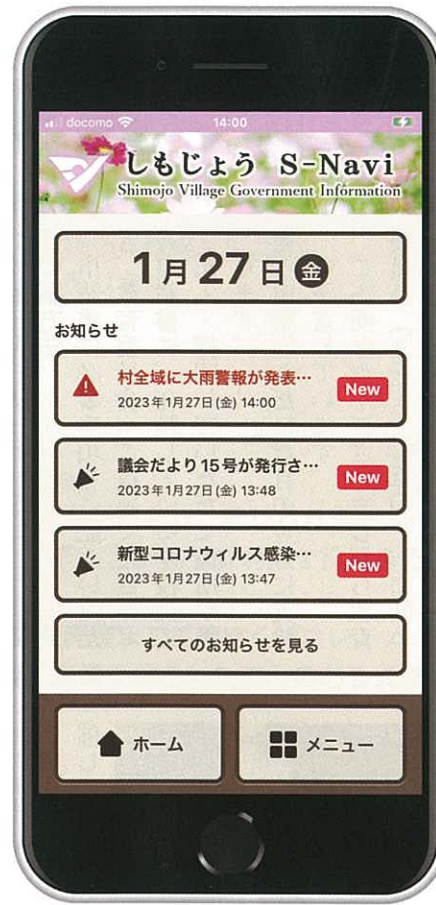 docomo 14:00
しもじょう S-Navi
Shimojo Village Government Information
1月27日 金
お知らせ
村全域に大雨警報が発表…
2023年1月27日(金) 14:00
New
議会だより15号が発行さ…
2023年1月27日(金) 13:48
New
新型コロナウィルス感染…
2023年1月27日(金) 13:47
New
すべてのお知らせを見る
ホーム
メニュー